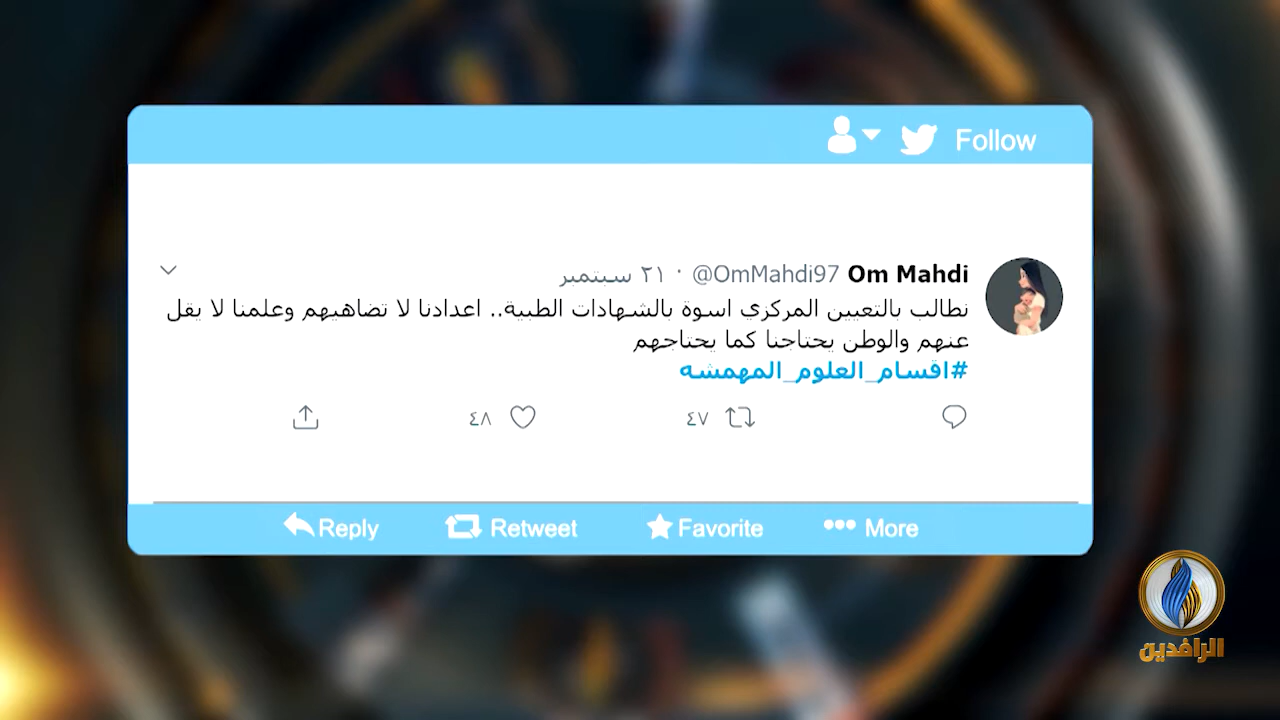 Follow
Om Mahdi @OmMahdi97 · ٢١ سبتمبر
نطالب بالتعيين المركزي اسوة بالشهادات الطبية.. اعدادنا لا تضاهيهم وعلمنا لا يقل
عنهم والوطن يحتاجنا كما يحتاجهم
#اقسام_العلوم_المهمشه
٤٧ ٤٨
Reply Retweet Favorite More
الرافدين